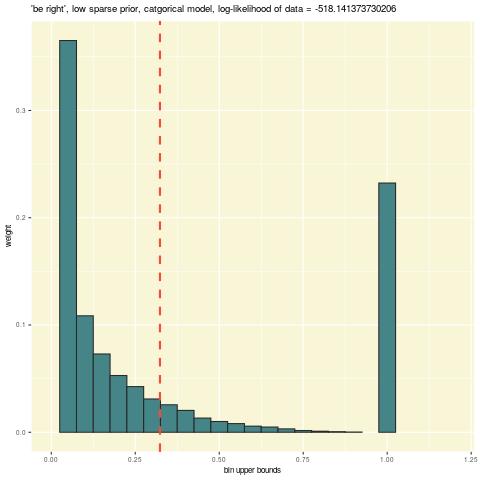 'be right', low sparse prior, catgorical model, log-likelihood of data = -518.141373730206
0.3
0.2
0.1
0.0
weight
0.00 0.25 0.50 0.75 1.00 1.25
bin upper bounds